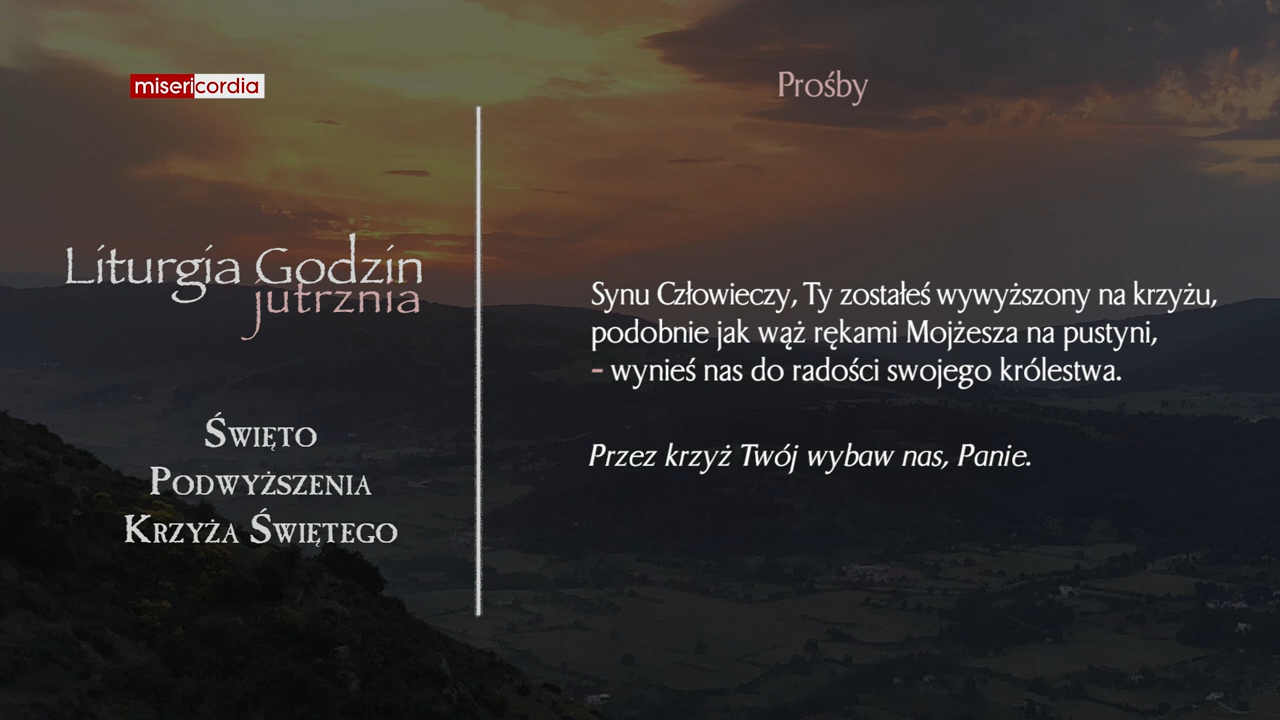 misericordia
Liturgia Godzin
jutrznia
Święto
Podwyższenia
Krzyża Świętego
Prośby
Synu Człowieczy, Ty zostałeś wywyższony na krzyżu,
podobnie jak wąż rękami Mojżesza na pustyni,
- wynieś nas do radości swojego królestwa.
Przez krzyż Twój wybaw nas, Panie.